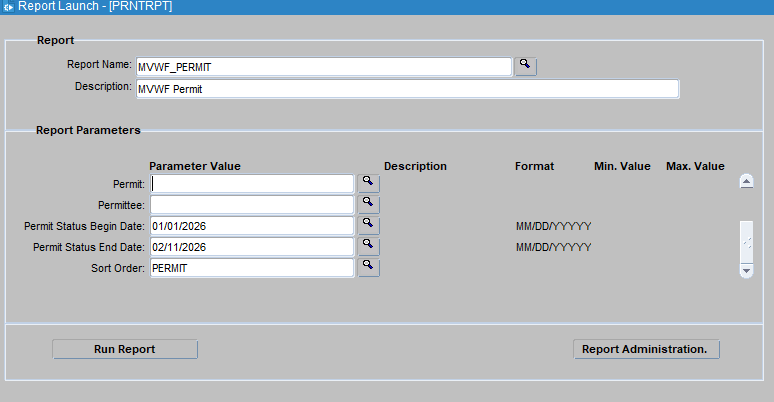 Report Launch - [PRNTRPT]
Report
Report Name: MVWF_PERMIT
Description: MVWF Permit
Report Parameters
Parameter Value Description Format Min. Value Max. Value
Permit:
Permittee:
Permit Status Begin Date: 01/01/2026 MM/DD/YYYYY
Permit Status End Date: 02/11/2026 MM/DD/YYYYY
Sort Order: PERMIT
Run Report Report Administration.